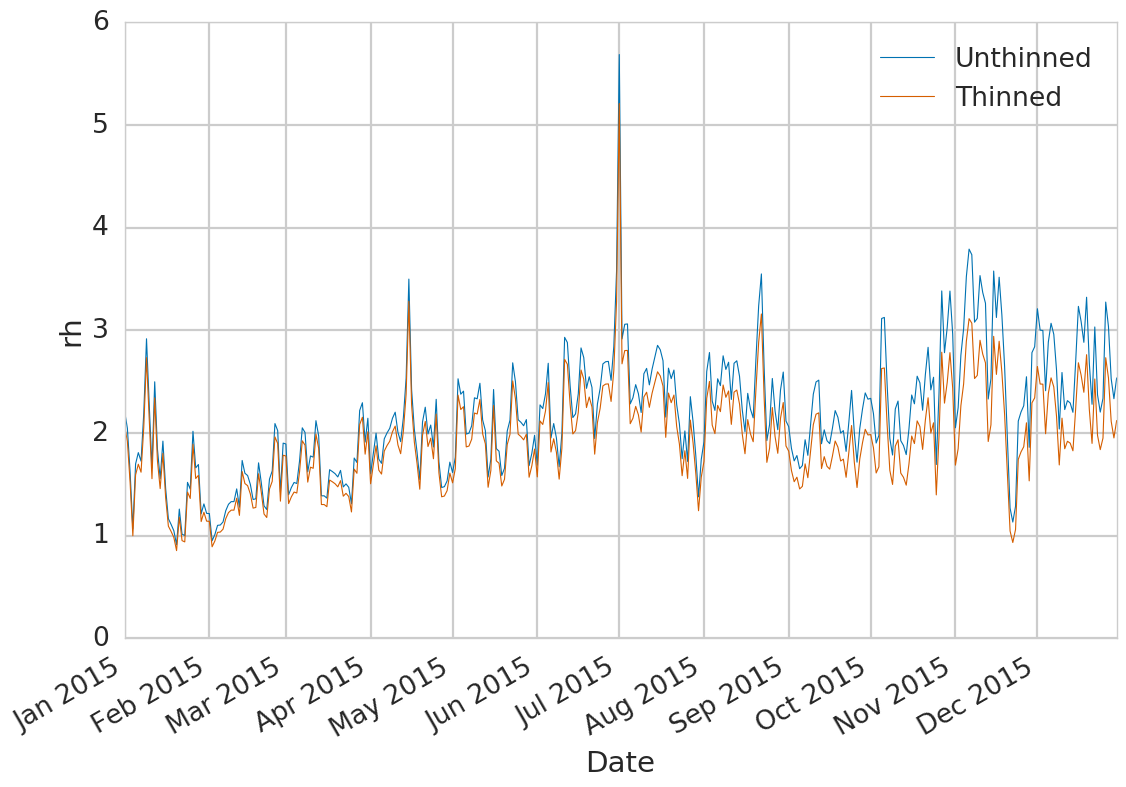 6
5
4
3
2
1
0
rh
Unthinned
Thinned
Jan 2015
Feb 2015
Mar 2015
Apr 2015
May 2015
Jun 2015
Jul 2015
Aug 2015
Sep 2015
Oct 2015
Nov 2015
Dec 2015
Date